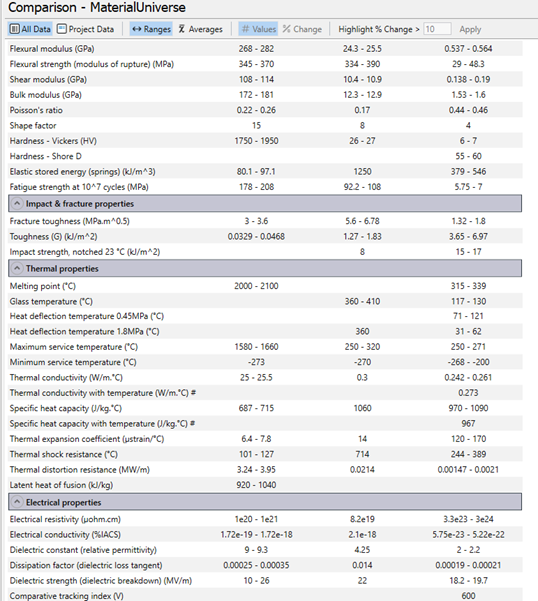 Comparison - MaterialUniverse
All Data Project Data Ranges Averages # Values Change Highlight % Change > 10 Apply
Flexural modulus (GPa) 268 - 282 24.3 - 25.5 0.537 - 0.564
Flexural strength (modulus of rupture) (MPa) 345 - 370 334 - 390 29 - 48.3
Shear modulus (GPa) 108 - 114 10.4 - 10.9 0.138 - 0.19
Bulk modulus (GPa) 172 - 181 12.3 - 12.9 1.53 - 1.6
Poisson's ratio 0.22 - 0.26 0.17 0.44 - 0.46
Shape factor 15 8 4
Hardness - Vickers (HV) 1750 - 1950 26 - 27 6 - 7
Hardness - Shore D 55 - 60
Elastic stored energy (springs) (kJ/m^3) 80.1 - 97.1 1250 379 - 546
Fatigue strength at 10^7 cycles (MPa) 178 - 208 92.2 - 108 5.75 - 7
Impact & fracture properties
Fracture toughness (MPa.m^0.5) 3 - 3.6 5.6 - 6.78 1.32 - 1.8
Toughness (G) (kJ/m^2) 0.0329 - 0.0468 1.27 - 1.83 3.65 - 6.97
Impact strength, notched 23 °C (kJ/m^2) 8 15 - 17
Thermal properties
Melting point (°C) 2000 - 2100 315 - 339
Glass temperature (°C) 360 - 410 117 - 130
Heat deflection temperature 0.45MPa (°C) 71 - 121
Heat deflection temperature 1.8MPa (°C) 360 31 - 62
Maximum service temperature (°C) 1580 - 1660 250 - 320 250 - 271
Minimum service temperature (°C) -273 -270 -268 - -200
Thermal conductivity (W/m.°C) 25 - 25.5 0.3 0.242 - 0.261
Thermal conductivity with temperature (W/m.°C) # 0.273
Specific heat capacity (J/kg.°C) 687 - 715 1060 970 - 1090
Specific heat capacity with temperature (J/kg.°C) # 967
Thermal expansion coefficient (µstrain/°C) 6.4 - 7.8 14 120 - 170
Thermal shock resistance (°C) 101 - 127 714 244 - 389
Thermal distortion resistance (MW/m) 3.24 - 3.95 0.0214 0.00147 - 0.0021
Latent heat of fusion (kJ/kg) 920 - 1040
Electrical properties
Electrical resistivity (µohm.cm) 1e20 - 1e21 8.2e19 3.3e23 - 3e24
Electrical conductivity (%IACS) 1.72e-19 - 1.72e-18 2.1e-18 5.75e-23 - 5.22e-22
Dielectric constant (relative permittivity) 9 - 9.3 4.25 2 - 2.2
Dissipation factor (dielectric loss tangent) 0.00025 - 0.00035 0.014 0.00019 - 0.00021
Dielectric strength (dielectric breakdown) (MV/m) 10 - 26 22 18.2 - 19.7
Comparative tracking index (V) 600